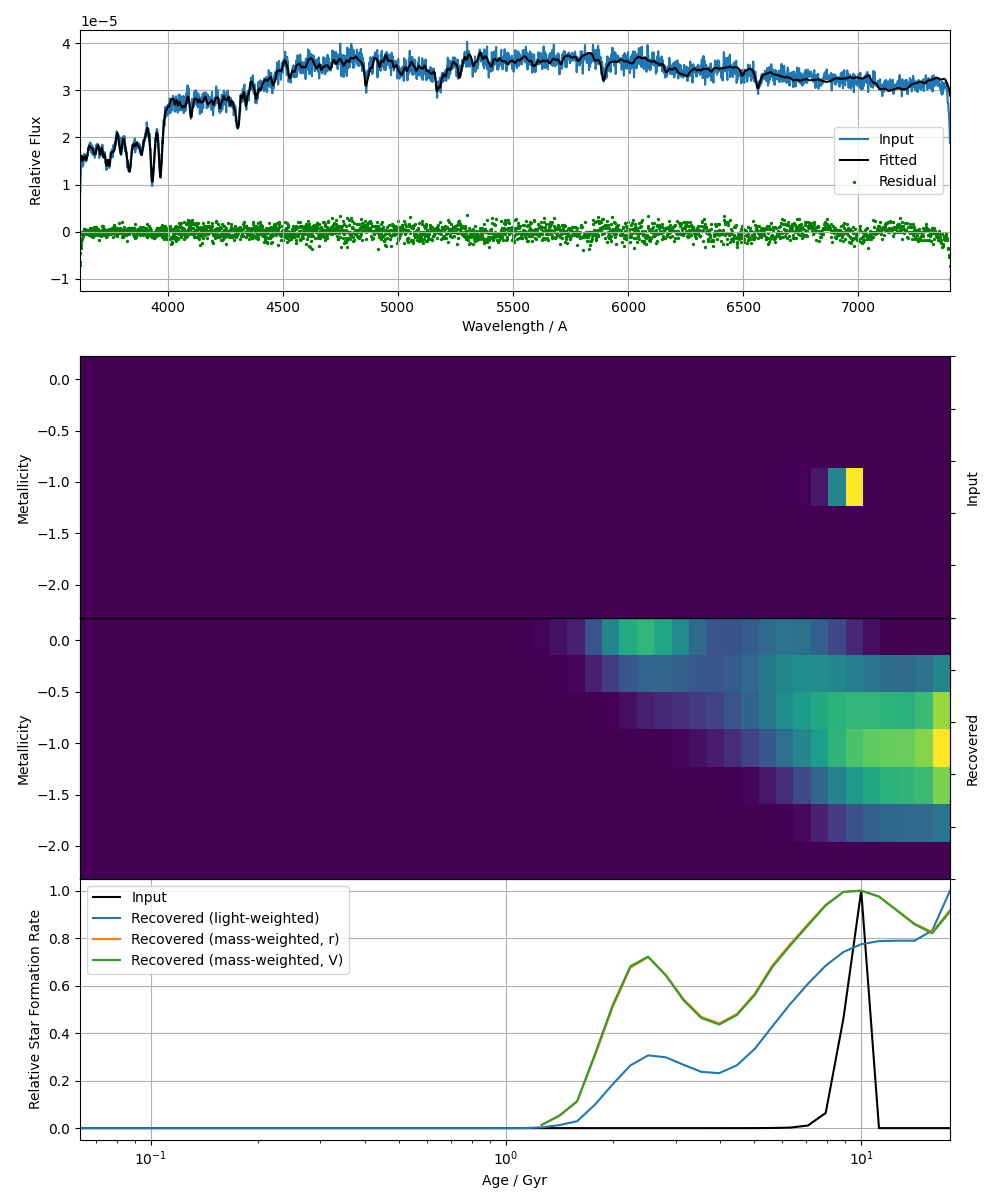 1e−5
4
3
2
1
0
−1
Relative Flux
Input
Fitted
Residual
4000 4500 5000 5500 6000 6500 7000
Wavelength / A
0.0
−0.5
−1.0
−1.5
−2.0
Metallicity
Input
0.0
−0.5
−1.0
−1.5
−2.0
Metallicity
Recovered
1.0
0.8
0.6
0.4
0.2
0.0
Relative Star Formation Rate
Input
Recovered (light-weighted)
Recovered (mass-weighted, r)
Recovered (mass-weighted, V)
10⁻¹ 10⁰ 10¹
Age / Gyr